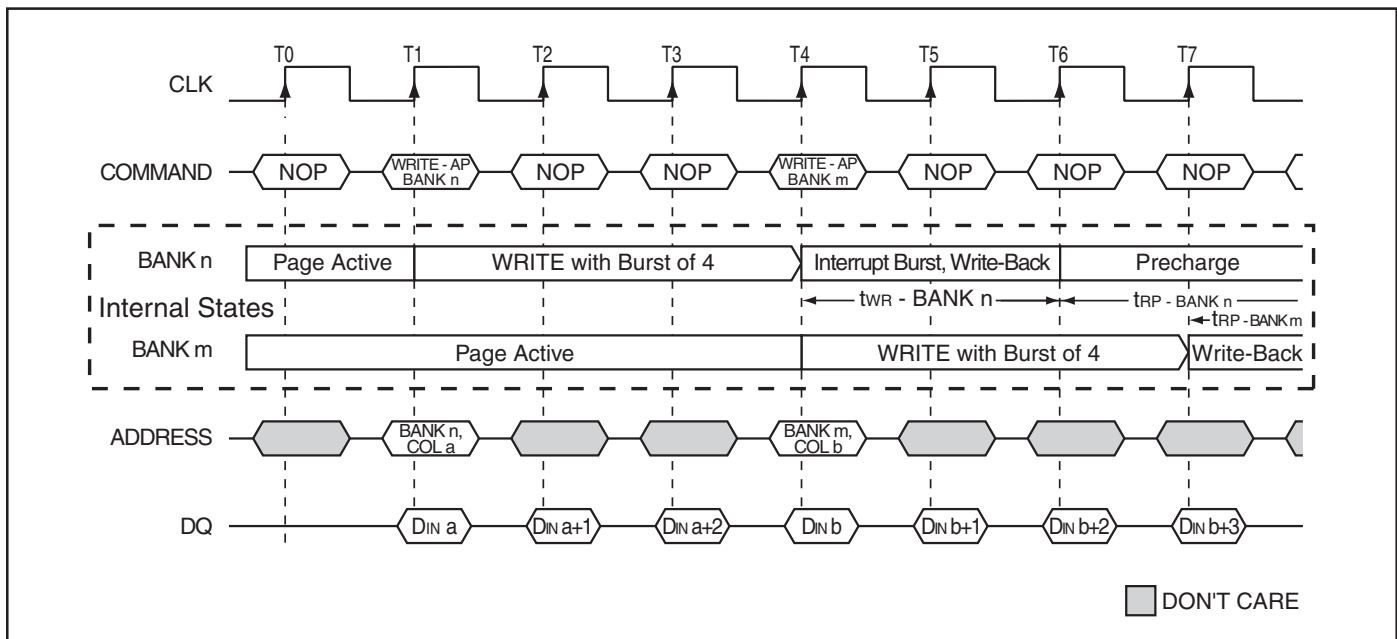 T0 T1 T2 T3 T4 T5 T6 T7
CLK
COMMAND NOP WRITE - AP BANK n NOP NOP WRITE - AP BANK m NOP NOP NOP
BANK n Page Active WRITE with Burst of 4 Interrupt Burst, Write-Back Precharge
Internal States tWR - BANK n tRP - BANK n
tRP - BANK m
BANK m Page Active WRITE with Burst of 4 Write-Back
ADDRESS BANK n, COL a BANK m, COL b
DQ DIN a DIN a+1 DIN a+2 DIN b DIN b+1 DIN b+2 DIN b+3
DON'T CARE